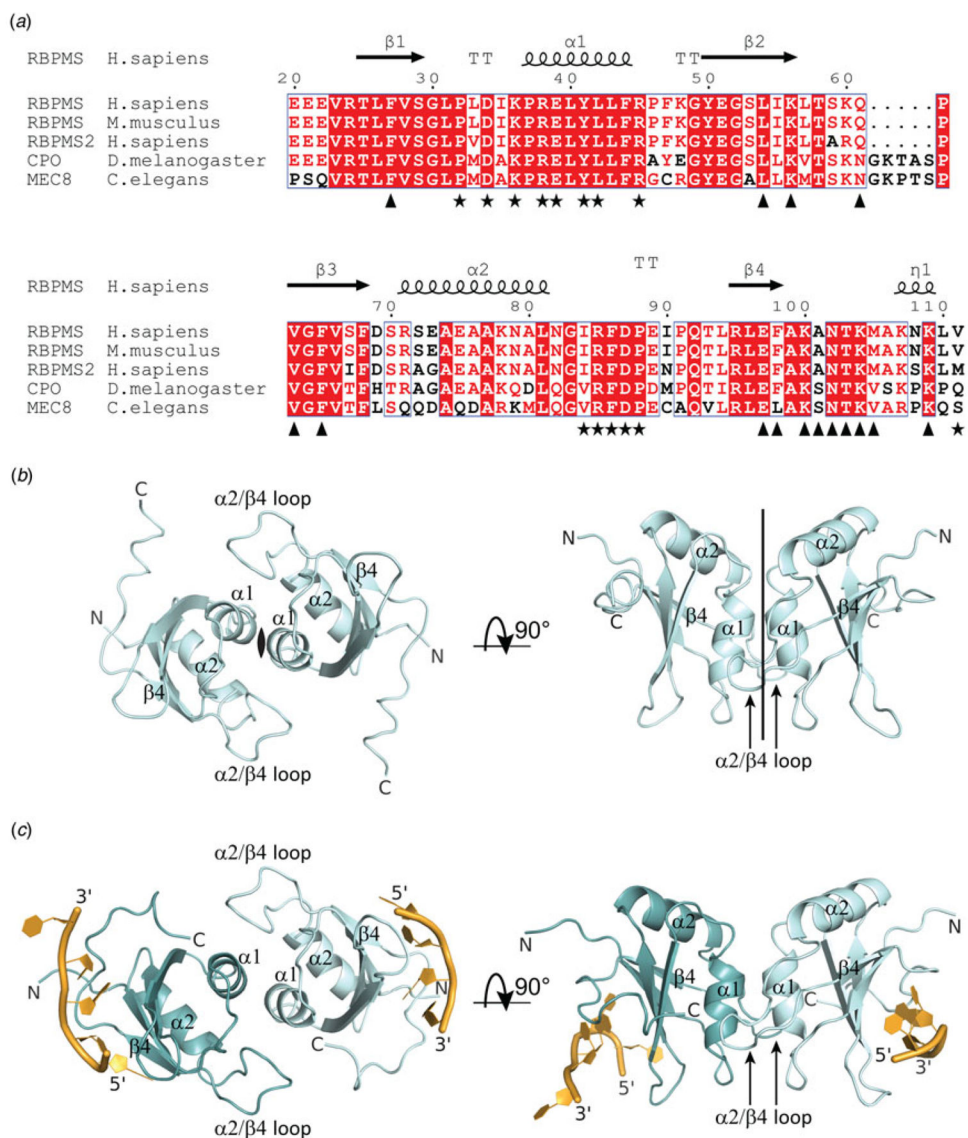 (a)
RBPMS H.sapiens β1 TT α1 TT β2
20 30 40 50 60
RBPMS H.sapiens EEEVRTLFVSGLPLDIKPRELYLLFRPFKGYEGSLIKLTSKQ.....P
RBPMS M.musculus EEEVRTLFVSGLPLDIKPRELYLLFRPFKGYEGSLIKLTSKQ.....P
RBPMS2 H.sapiens EEEVRTLFVSGLPVDIKPRELYLLFRPFKGYEGSLIKLTARQ.....P
CPO D.melanogaster EEEVRTLFVSGLPMDAKPRELYLLFRAYEGYEGSLLKVTSKNGKTASP
MEC8 C.elegans PSQVRTLFVSGLPMDAKPRELYLLFRGCRGYEGALLKMTSKNGKPTSP
RBPMS H.sapiens β3 α2 TT β4 η1
70 80 90 100 110
RBPMS H.sapiens VGFVSFDSRSEAEAAKNALNGIRFDPEIPQTLRLEFAKANTKMAKNKLV
RBPMS M.musculus VGFVSFDSRSEAEAAKNALNGIRFDPEIPQTLRLEFAKANTKMAKNKLV
RBPMS2 H.sapiens VGFVIFDSRAGAEAAKNALNGIRFDPENPQTLRLEFAKANTKMAKSKLM
CPO D.melanogaster VGFVTFHTRAGAEAAKQDLQGVRFDPDMPQTIRLEFAKSNTKVSKPKPQ
MEC8 C.elegans VGFVTFLSQQDAQDARKMLQGVRFDPECAQVLRLELAKSNTKVARPKQS
(b)
C
α2/β4 loop
β4
α1
α2
α1
N
N
α2
β4
α2/β4 loop
C
90°
N
α2
α2
N
C
β4
α1
α1
β4
C
α2/β4 loop
(c)
α2/β4 loop
3'
5'
C
α1
β4
α2
α1
N
N
α2
β4
C
3'
5'
α2/β4 loop
90°
N
α2
α2
N
β4
β4
α1
α1
C
C
5'
3'
5'
3'
α2/β4 loop